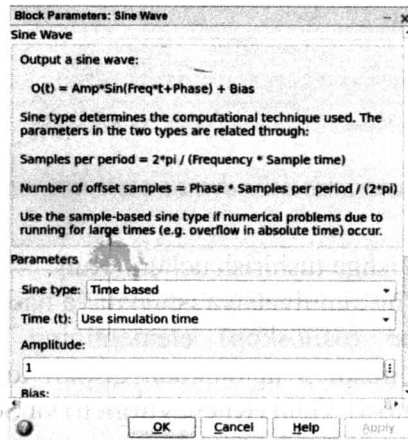 Block Parameters: Sine Wave
Sine Wave
Output a sine wave:
O(t) = Amp*Sin(Freq*t+Phase) + Bias
Sine type determines the computational technique used. The
parameters in the two types are related through:
Samples per period = 2*pi / (Frequency * Sample time)
Number of offset samples = Phase * Samples per period / (2*pi)
Use the sample-based sine type if numerical problems due to
running for large times (e.g. overflow in absolute time) occur.
Parameters
Sine type: Time based
Time (t): Use simulation time
Amplitude:
1
Bias:
OK Cancel Help Apply